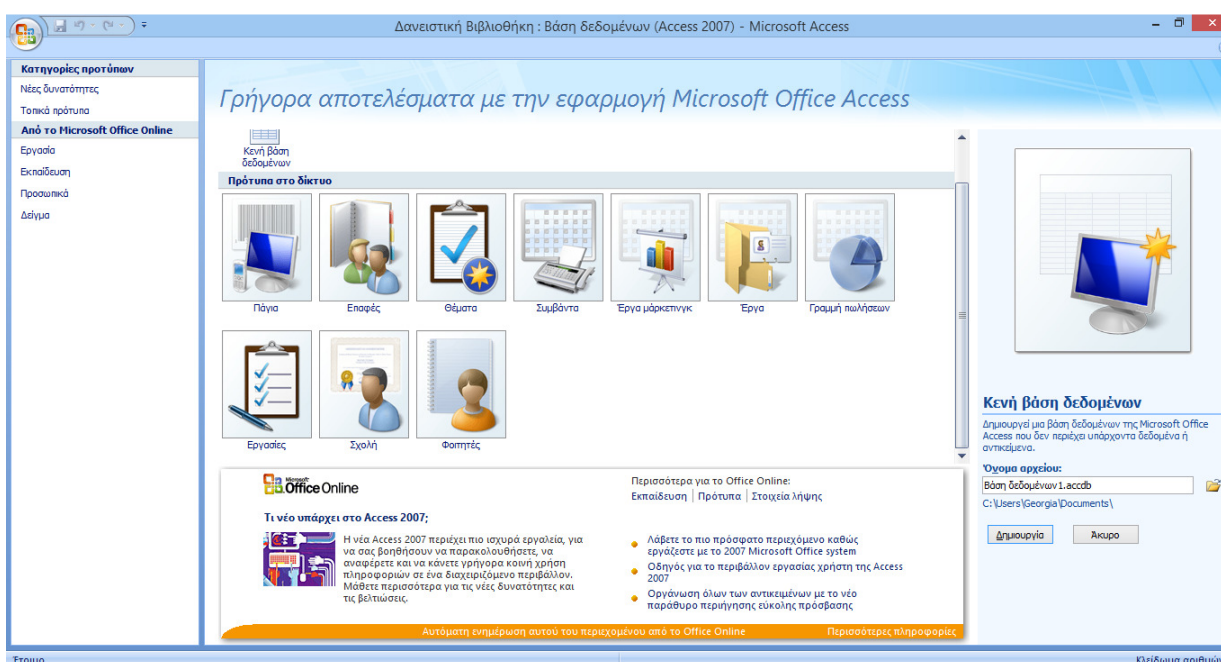 Δανειστική Βιβλιοθήκη : Βάση δεδομένων (Access 2007) - Microsoft Access
Κατηγορίες προτύπων
Νέες δυνατότητες
Τοπικά πρότυπα
Από το Microsoft Office Online
Εργασία
Εκπαίδευση
Προσωπικά
Δείγμα
Γρήγορα αποτελέσματα με την εφαρμογή Microsoft Office Access
Κενή βάση
δεδομένων
Πρότυπα στο δίκτυο
Πάγια
Επαφές
Θέματα
Συμβάντα
Έργα μάρκετινγκ
Έργα
Γραμμή πωλήσεων
Εργασίες
Σχολή
Φοιτητές
Microsoft
Office Online
Τι νέο υπάρχει στο Access 2007;
Η νέα Access 2007 περιέχει πιο ισχυρά εργαλεία, για
να σας βοηθήσουν να παρακολουθήσετε, να
αναφέρετε και να κάνετε γρήγορα κοινή χρήση
πληροφοριών σε ένα διαχειριζόμενο περιβάλλον.
Μάθετε περισσότερα για τις νέες δυνατότητες και
τις βελτιώσεις.
Περισσότερα για το Office Online:
Εκπαίδευση | Πρότυπα | Στοιχεία λήψης
Λάβετε το πιο πρόσφατο περιεχόμενο καθώς
εργάζεστε με το 2007 Microsoft Office system
Οδηγός για το περιβάλλον εργασίας χρήστη της Access
2007
Οργάνωση όλων των αντικειμένων με το νέο
παράθυρο περιήγησης εύκολης πρόσβασης
Αυτόματη ενημέρωση αυτού του περιεχομένου από το Office Online
Περισσότερες πληροφορίες
Κενή βάση δεδομένων
Δημιουργεί μια βάση δεδομένων της Microsoft Office
Access που δεν περιέχει υπάρχοντα δεδομένα ή
αντικείμενα.
Όνομα αρχείου:
Βάση δεδομένων1.accdb
C:\Users\Georgia\Documents\
Δημιουργία
Άκυρο
Έτοιμο
Κλείδωμα αριθμών